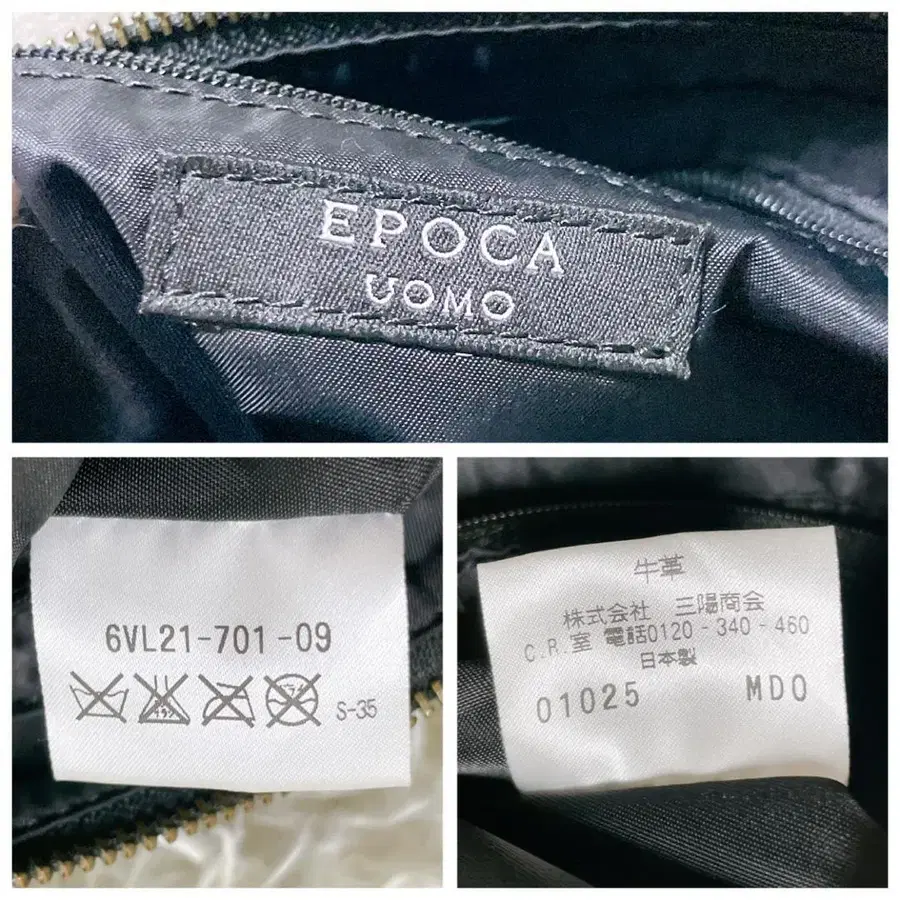 EPOCA
UOMO
6VL21-701-09
S-35
牛革
株式会社 三陽商会
C.R.室 電話0120-340-460
日本製
01025 MDO